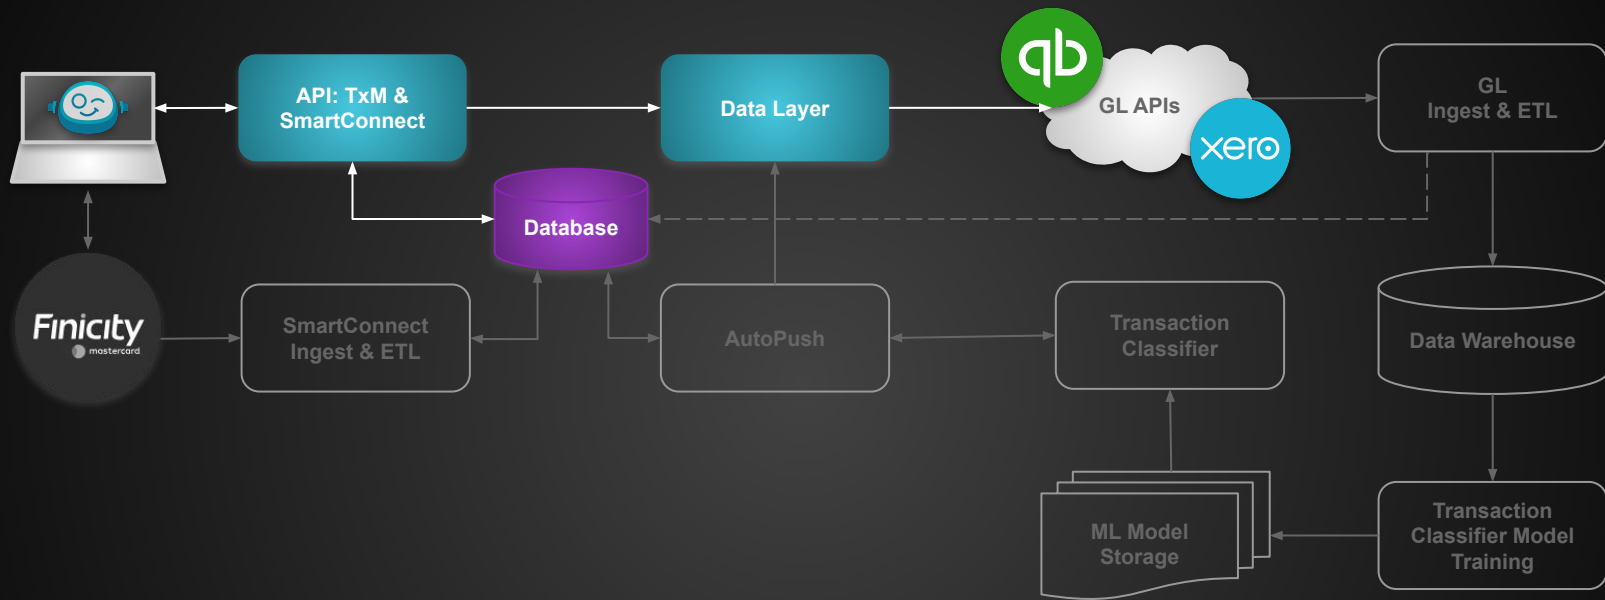 API: TxM &
SmartConnect
Data Layer
qb
GL APIs
xero
GL
Ingest & ETL
Database
Finicity
mastercard
SmartConnect
Ingest & ETL
AutoPush
Transaction
Classifier
Data Warehouse
ML Model
Storage
Transaction
Classifier Model
Training